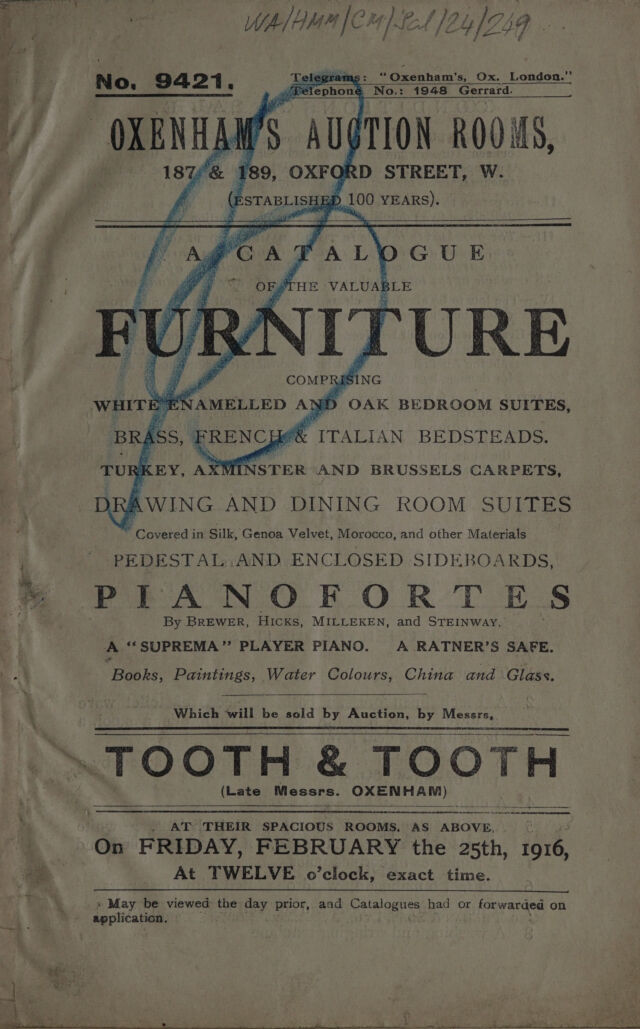 WA/HMM/CM/Sal/24/249
No. 9421.
Telegrams: "Oxenham's, Ox. London."
Telephone No.: 1948 Gerrard.
OXENHAM'S AUCTION ROOMS,
187 & 189, OXFORD STREET, W.
(ESTABLISHED 100 YEARS).
A CATALOGUE
OF THE VALUABLE
FURNITURE
COMPRISING
WHITE ENAMELLED AND OAK BEDROOM SUITES,
BRASS, FRENCH & ITALIAN BEDSTEADS.
TURKEY, AXMINSTER AND BRUSSELS CARPETS,
DRAWING AND DINING ROOM SUITES
Covered in Silk, Genoa Velvet, Morocco, and other Materials
PEDESTAL AND ENCLOSED SIDEBOARDS,
PIANOFORTES
By BREWER, HICKS, MILLEKEN, and STEINWAY.
A "SUPREMA" PLAYER PIANO. A RATNER'S SAFE.
Books, Paintings, Water Colours, China and Glass.
Which will be sold by Auction, by Messrs,
TOOTH & TOOTH
(Late Messrs. OXENHAM)
AT THEIR SPACIOUS ROOMS, AS ABOVE,
On FRIDAY, FEBRUARY the 25th, 1916,
At TWELVE o'clock, exact time.
May be viewed the day prior, and Catalogues had or forwarded on
application.